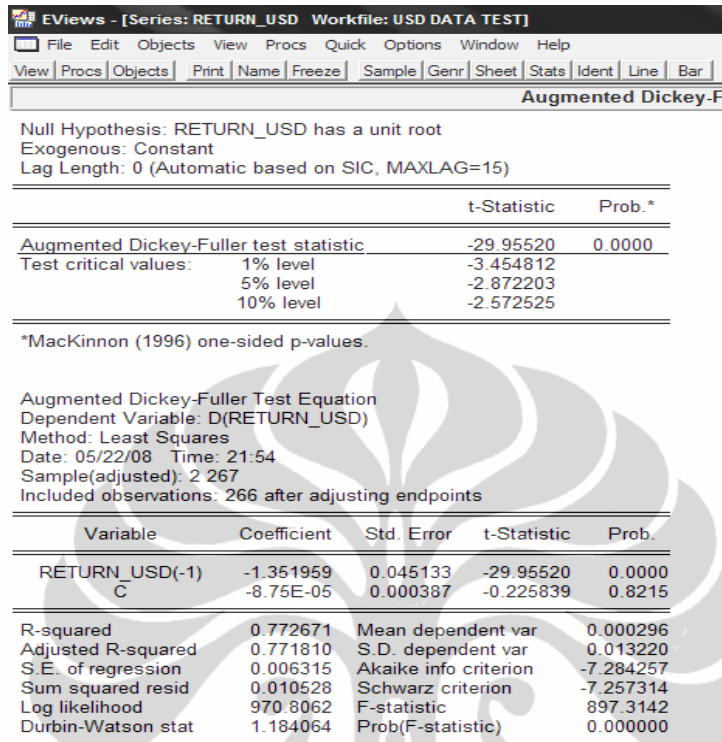 EViews - [Series: RETURN_USD Workfile: USD DATA TEST]
File Edit Objects View Procs Quick Options Window Help
View Procs Objects Print Name Freeze Sample Genr Sheet Stats Ident Line Bar
Augmented Dickey-F
Null Hypothesis: RETURN_USD has a unit root
Exogenous: Constant
Lag Length: 0 (Automatic based on SIC, MAXLAG=15)
t-Statistic Prob.*
Augmented Dickey-Fuller test statistic -29.95520 0.0000
Test critical values: 1% level -3.454812
5% level -2.872203
10% level -2.572525
*MacKinnon (1996) one-sided p-values.
Augmented Dickey-Fuller Test Equation
Dependent Variable: D(RETURN_USD)
Method: Least Squares
Date: 05/22/08 Time: 21:54
Sample(adjusted): 2 267
Included observations: 266 after adjusting endpoints
Variable Coefficient Std. Error t-Statistic Prob.
RETURN_USD(-1) -1.351959 0.045133 -29.95520 0.0000
C -8.75E-05 0.000387 -0.225839 0.8215
R-squared 0.772671 Mean dependent var 0.000296
Adjusted R-squared 0.771810 S.D. dependent var 0.013220
S.E. of regression 0.006315 Akaike info criterion -7.284257
Sum squared resid 0.010528 Schwarz criterion -7.257314
Log likelihood 970.8062 F-statistic 897.3142
Durbin-Watson stat 1.184064 Prob(F-statistic) 0.000000